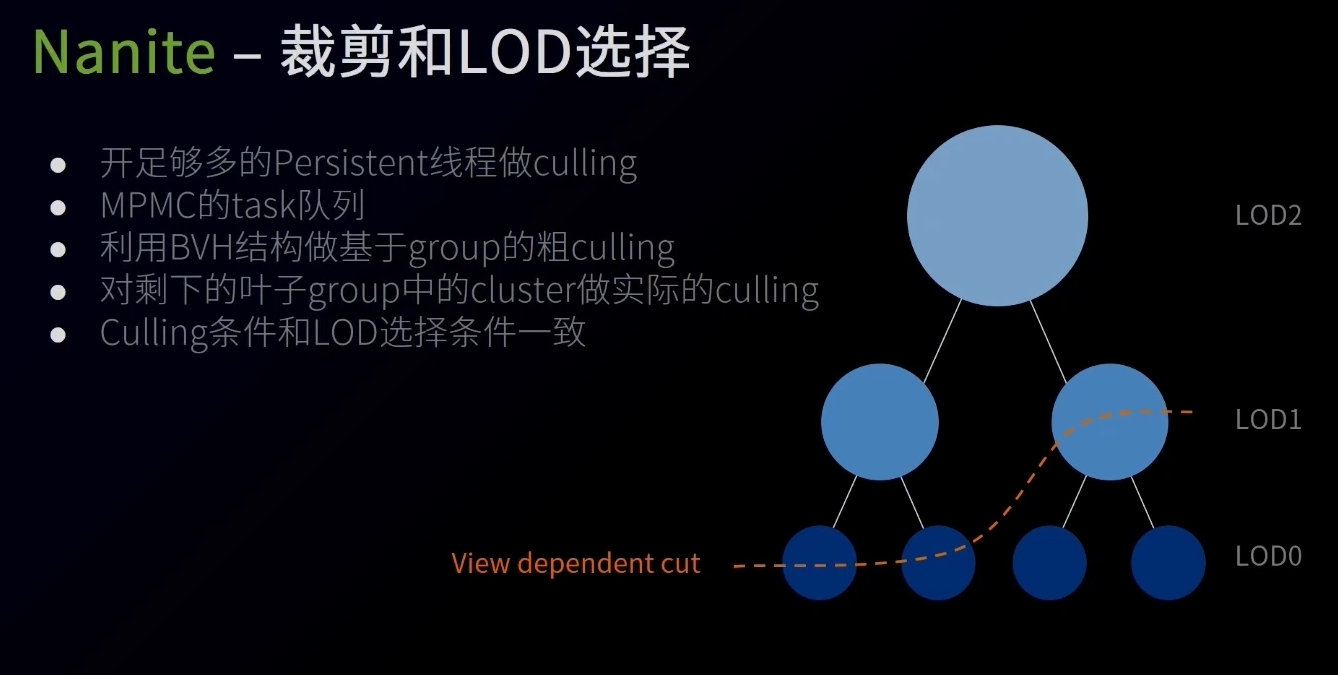 Nanite – 裁剪和LOD选择
开足够多的Persistent线程做culling
MPMC的task队列
利用BVH结构做基于group的粗culling
对剩下的叶子group中的cluster做实际的culling
Culling条件和LOD选择条件一致
LOD2
LOD1
View dependent cut
LOD0